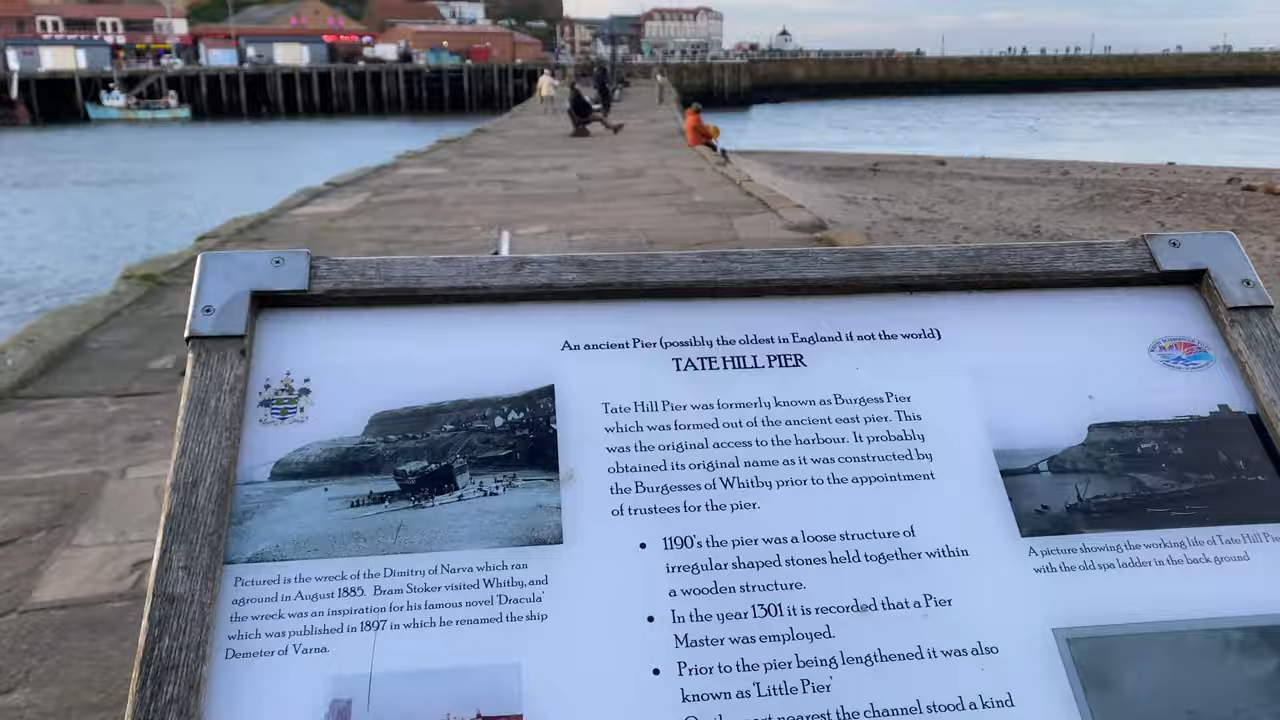 An ancient Pier (possibly the oldest in England if not the world)
TATE HILL PIER
Tate Hill Pier was formerly known as Burgess Pier
which was formed out of the ancient east pier. This
was the original access to the harbour. It probably
obtained its original name as it was constructed by
the Burgesses of Whitby prior to the appointment
of trustees for the pier.
• 1190's the pier was a loose structure of
irregular shaped stones held together within
a wooden structure.
• In the year 1301 it is recorded that a Pier
Master was employed.
• Prior to the pier being lengthened it was also
known as 'Little Pier'
nearest the channel stood a kind
Pictured is the wreck of the Dimitry of Narva which ran
aground in August 1885. Bram Stoker visited Whitby, and
the wreck was an inspiration for his famous novel 'Dracula'
which was published in 1897 in which he renamed the ship
Demeter of Varna.
A picture showing the working life of Tate Hill
with the old spa ladder in the back ground